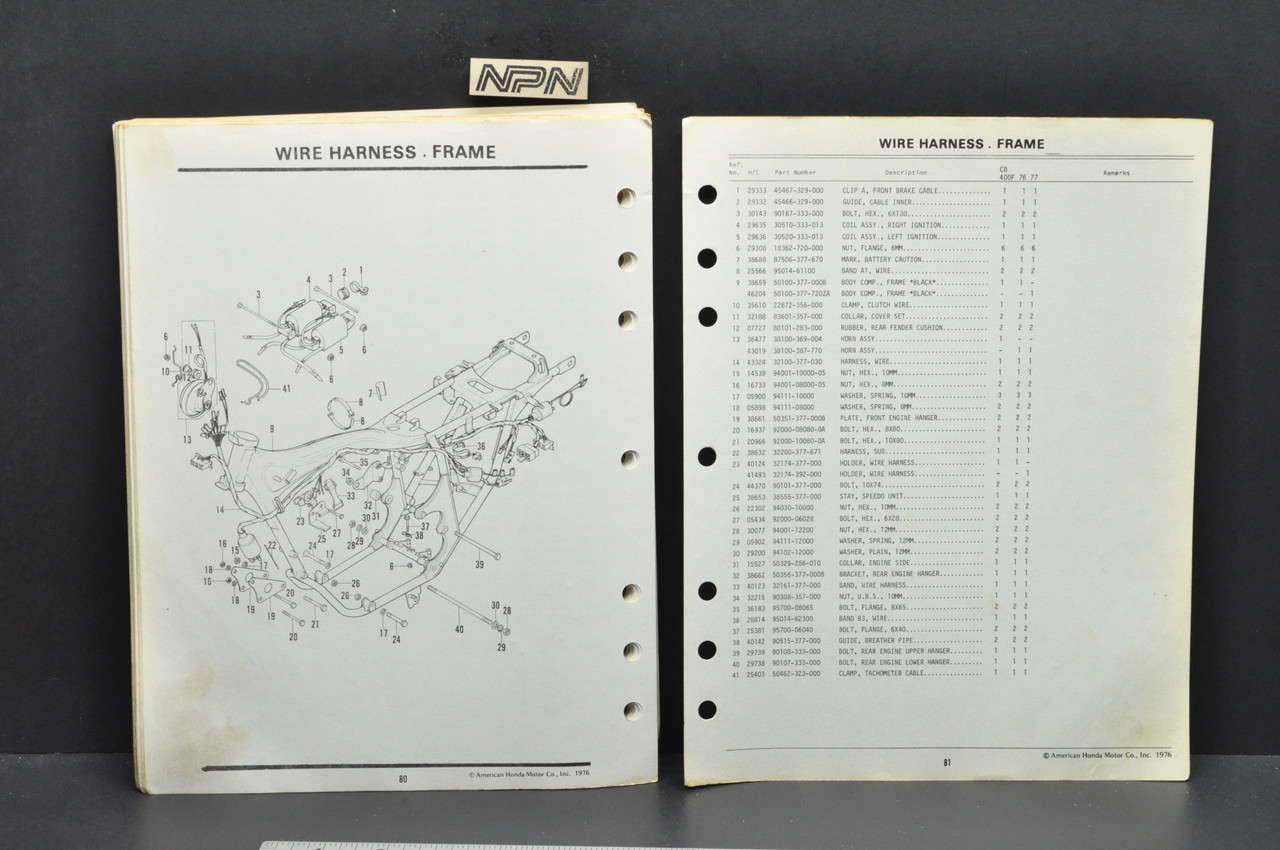 NPN
WIRE HARNESS . FRAME
3
4
3
2
1
5
6
6
6
11
10
12
13
41
7
8
8
9
36
35
34
33
32
31
30
29
28
27
25
23
24
37
38
14
16
15
22
17
17
18
16
18
19
19
20
20
21
26
26
6
39
17
24
40
30
28
29
80
© American Honda Motor Co., Inc. 1976
WIRE HARNESS . FRAME
Ref. No. H/C Part Number Description CB 400F 76 77 Remarks
1 29333 45467-329-000 CLIP A, FRONT BRAKE CABLE.............. 1 1 1
2 29332 45466-329-000 GUIDE, CABLE INNER.................... 1 1 1
3 30143 90167-333-000 BOLT, HEX., 6X130..................... 2 2 2
4 29635 30510-333-013 COIL ASSY., RIGHT IGNITION............ 1 1 1
5 29636 30520-333-013 COIL ASSY., LEFT IGNITION............. 1 1 1
6 29308 18362-720-000 NUT, FLANGE, 6MM...................... 6 6 6
7 38688 87506-377-670 MARK, BATTERY CAUTION................. 1 1 1
8 25566 95014-61100 BAND A1, WIRE......................... 2 2 2
9 38659 50100-377-000B BODY COMP., FRAME *BLACK*............. 1 1 -
46204 50100-377-720ZA BODY COMP., FRAME *BLACK*............. - - 1
10 35610 22872-356-000 CLAMP, CLUTCH WIRE.................... 1 1 1
11 32188 83601-357-000 COLLAR, COVER SET..................... 2 2 2
12 07727 80101-283-000 RUBBER, REAR FENDER CUSHION........... 2 2 2
13 36477 38100-369-004 HORN ASSY............................. 1 - -
43019 38100-387-770 HORN ASSY............................. - 1 1
14 43324 32100-377-030 HARNESS, WIRE......................... 1 1 1
15 14539 94001-10000-05 NUT, HEX., 10MM....................... 1 1 1
16 16733 94001-08000-05 NUT, HEX., 8MM........................ 2 2 2
17 05900 94111-10000 WASHER, SPRING, 10MM.................. 3 3 3
18 05898 94111-08000 WASHER, SPRING, 8MM................... 2 2 2
19 38661 50351-377-000B PLATE, FRONT ENGINE HANGER............ 2 2 2
20 16937 92000-08080-0A BOLT, HEX., 8X80...................... 2 2 2
21 20966 92000-10080-0A BOLT, HEX., 10X80..................... 1 1 1
22 38632 32200-377-671 HARNESS, SUB.......................... 1 1 1
23 40124 32174-377-000 HOLDER, WIRE HARNESS.................. 1 1 -
41493 32174-392-000 HOLDER, WIRE HARNESS.................. - - 1
24 44370 90101-377-000 BOLT, 10X74........................... 2 2 2
25 38653 38555-377-000 STAY, SPEEDO UNIT..................... 1 1 1
26 22302 94030-10000 NUT, HEX., 10MM....................... 2 2 2
27 05434 92000-06028 BOLT, HEX., 6X28...................... 2 2 2
28 30077 94001-12200 NUT, HEX., 12MM....................... 2 2 2
29 05902 94111-12000 WASHER, SPRING, 12MM.................. 2 2 2
30 29200 94102-12000 WASHER, PLAIN, 12MM................... 2 2 2
31 15527 50329-286-010 COLLAR, ENGINE SIDE................... 1 1 1
32 38662 50356-377-000B BRACKET, REAR ENGINE HANGER........... 1 1 1
33 40123 32161-377-000 BAND, WIRE HARNESS.................... 1 1 1
34 32215 90308-357-000 NUT, U.B.S., 10MM..................... 1 1 1
35 36183 95700-08065 BOLT, FLANGE, 8X65.................... 2 2 2
36 28814 95014-62300 BAND B3, WIRE......................... 1 1 1
37 25381 95700-06040 BOLT, FLANGE, 6X40.................... 2 2 2
38 40142 90515-377-000 GUIDE, BREATHER PIPE.................. 2 2 2
39 29739 90108-333-000 BOLT, REAR ENGINE UPPER HANGER........ 1 1 1
40 29738 90107-333-000 BOLT, REAR ENGINE LOWER HANGER........ 1 1 1
41 25403 50462-323-000 CLAMP, TACHOMETER CABLE............... 1 1 1
© American Honda Motor Co., Inc. 1976
81